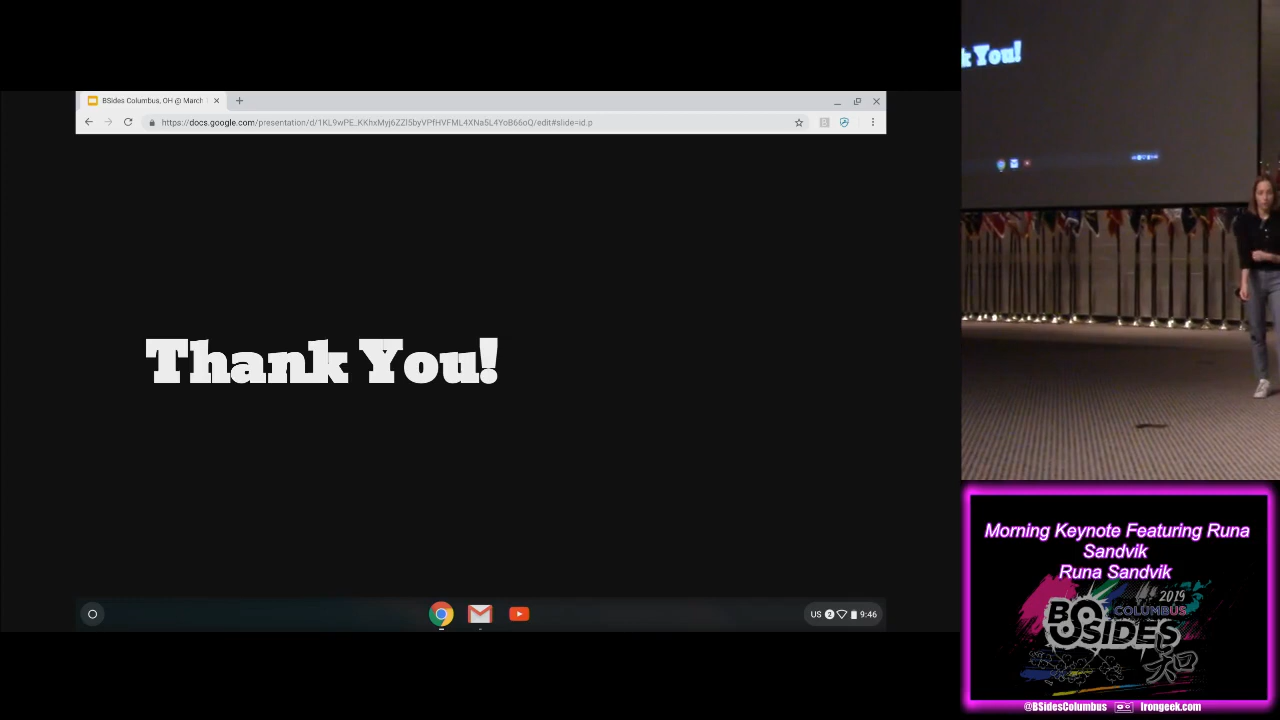 BSides Columbus, OH @ March
https://docs.google.com/presentation/d/1KL9wPE_KKhxMyj6ZZl5byVPfHVFML4XNa5L4YoB66oQ/edit#slide=id.p
Thank You!
US 2 9:46
k You!
Morning Keynote Featuring Runa
Sandvik
Runa Sandvik
2019
COLUMBUS
BSIDES
@BSidesColumbus Irongeek.com